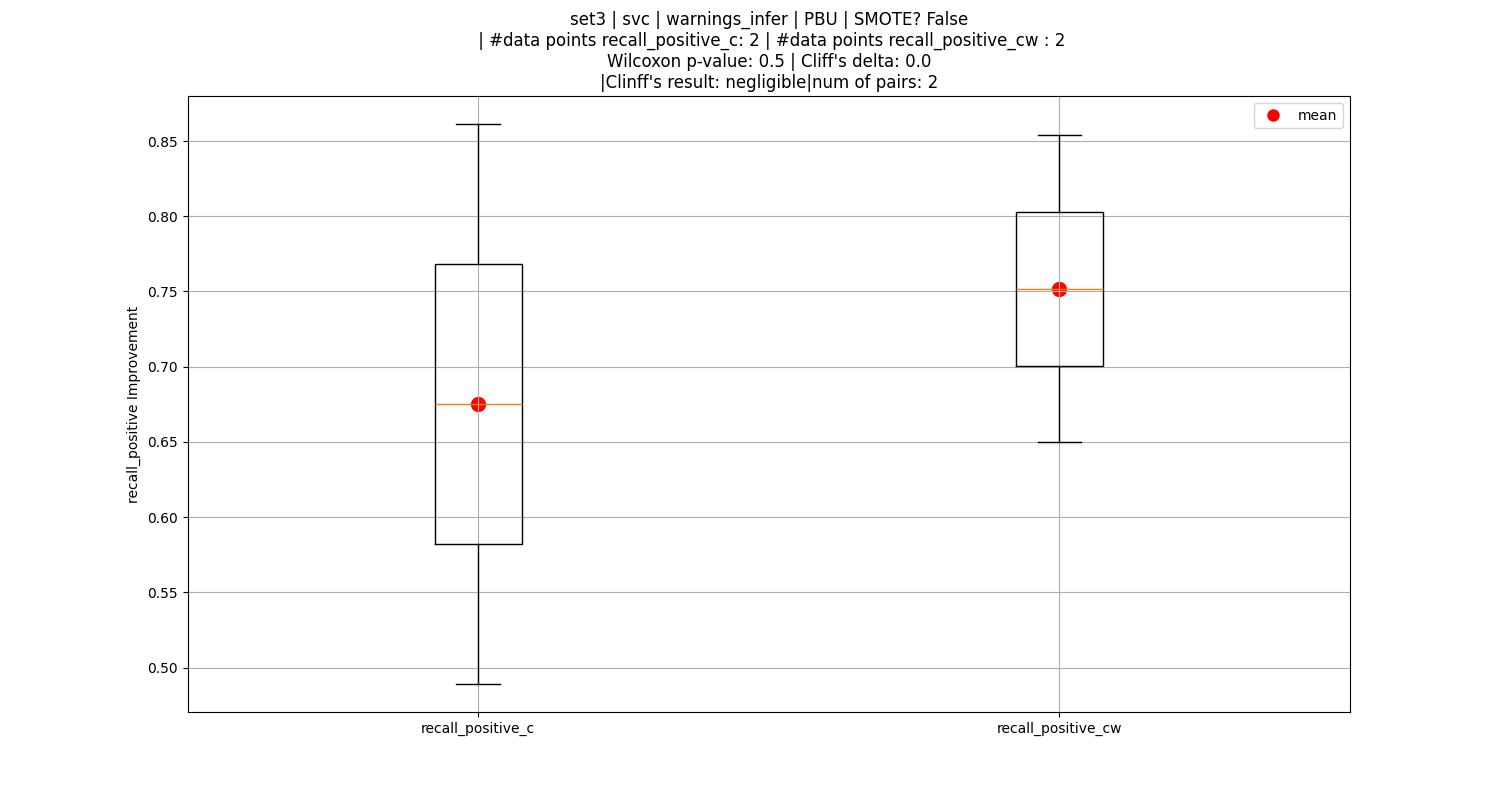 set3 | svc | warnings_infer | PBU | SMOTE? False
| #data points recall_positive_c: 2 | #data points recall_positive_cw : 2
Wilcoxon p-value: 0.5 | Cliff's delta: 0.0
|Clinff's result: negligible|num of pairs: 2
mean
0.85
0.80
0.75
0.70
0.65
0.60
0.55
0.50
recall_positive Improvement
recall_positive_c
recall_positive_cw